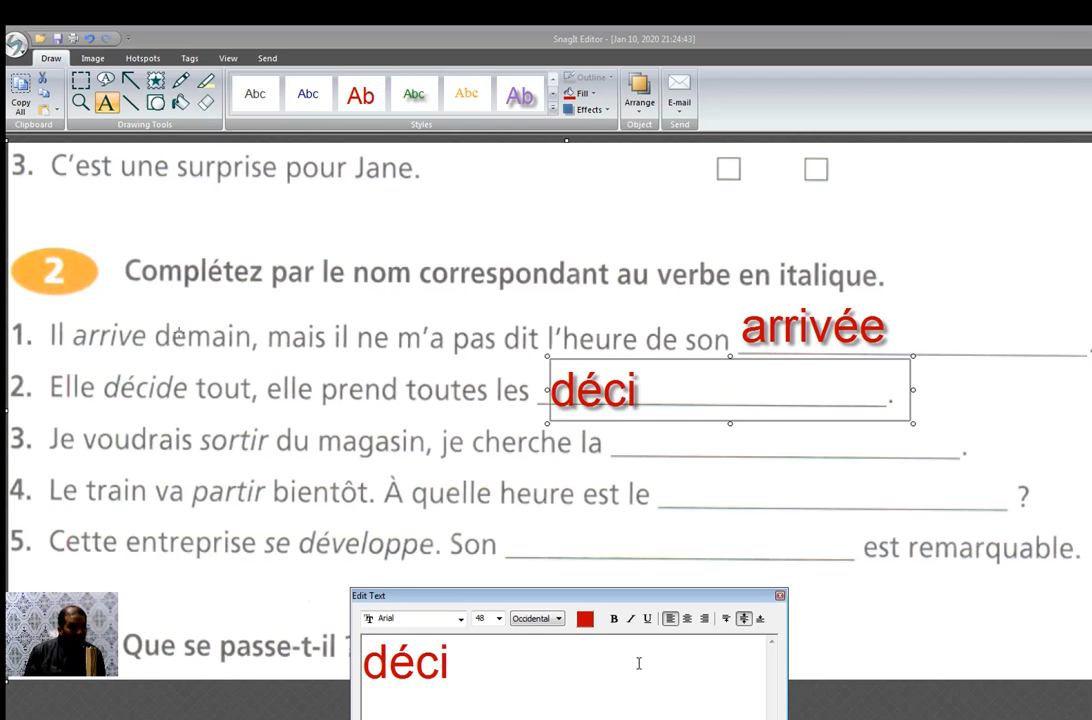 SnagIt Editor - [Jan 10, 2020 21:24:43]
Draw Image Hotspots Tags View Send
Copy All
Abc Abc Ab Abc Abc Ab
Outline
Fill
Effects
Arrange
E-mail
Clipboard Drawing Tools Styles Object Send
3. C'est une surprise pour Jane.
2 Complétez par le nom correspondant au verbe en italique.
1. Il arrive demain, mais il ne m'a pas dit l'heure de son arrivée
2. Elle décide tout, elle prend toutes les déci .
3. Je voudrais sortir du magasin, je cherche la .
4. Le train va partir bientôt. À quelle heure est le ?
5. Cette entreprise se développe. Son est remarquable.
Que se passe-t-il ?
Edit Text
Arial 48 Occidental B I U
déci